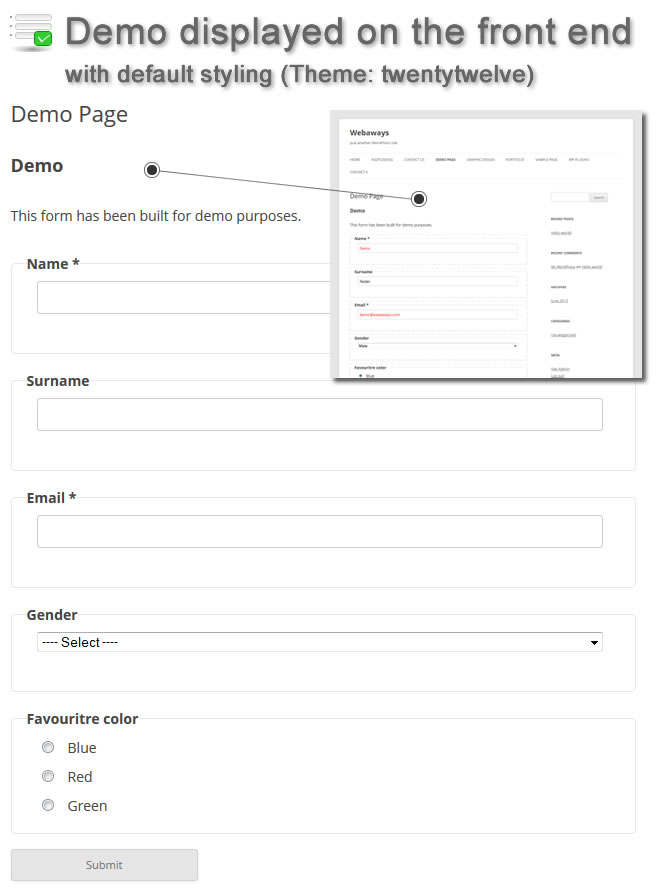 Demo displayed on the front end
with default styling (Theme: twentytwelve)
Demo Page
Demo
This form has been built for demo purposes.
Name *
Surname
Email *
Gender
---- Select ----
Favouritre color
Blue
Red
Green
Submit
Webaways
Just another WordPress site
HOME
CONTACT US
DEMO PAGE
GRAPHIC DESIGN
PORTFOLIO
SAMPLE PAGE
WP PLUGINS
CONTACT E
Demo Page
Search
Demo
This form has been built for demo purposes.
Name *
Demo
Surname
Tester
Email *
demo@webaways.com
Gender
Male
Favouritre color
Blue
RECENT POSTS
Hello world!
RECENT COMMENTS
Mr WordPress on Hello world!
ARCHIVES
June 2013
CATEGORIES
Uncategorized
META
Site Admin
Log out